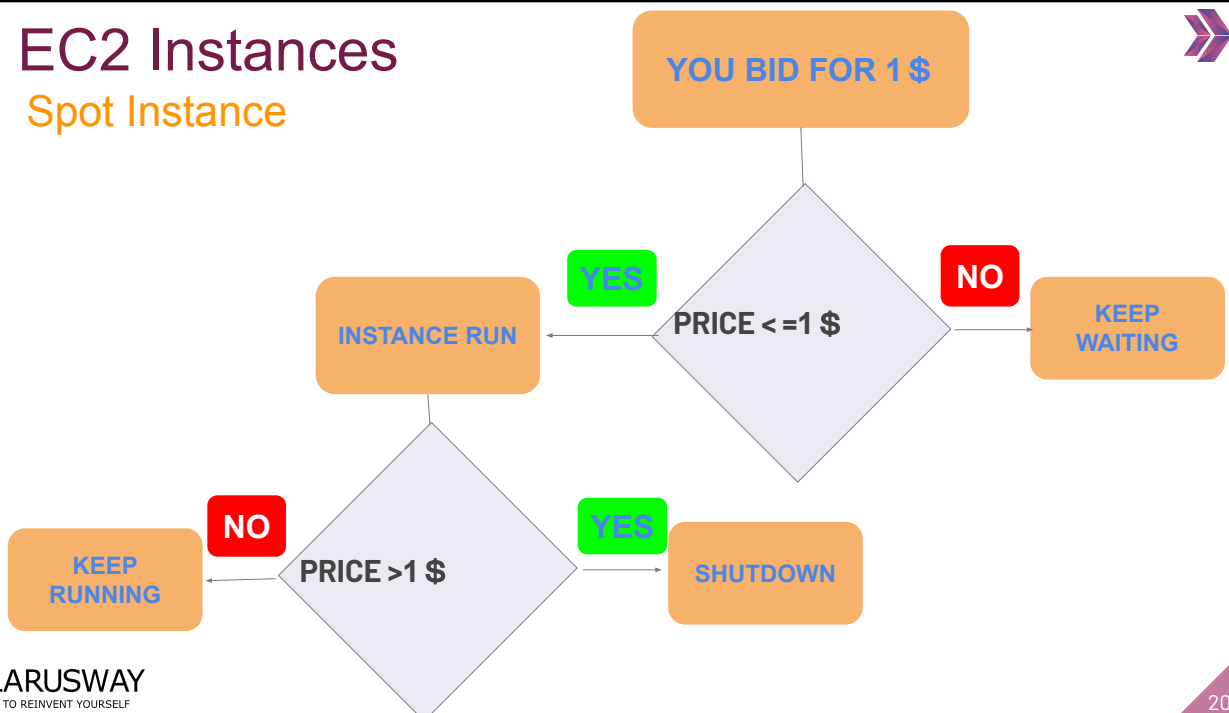 EC2 Instances
Spot Instance
YOU BID FOR 1 $
YES
NO
PRICE < =1 $
INSTANCE RUN
KEEP
WAITING
NO
YES
PRICE >1 $
KEEP
RUNNING
SHUTDOWN
LARUSWAY
TO REINVENT YOURSELF
20